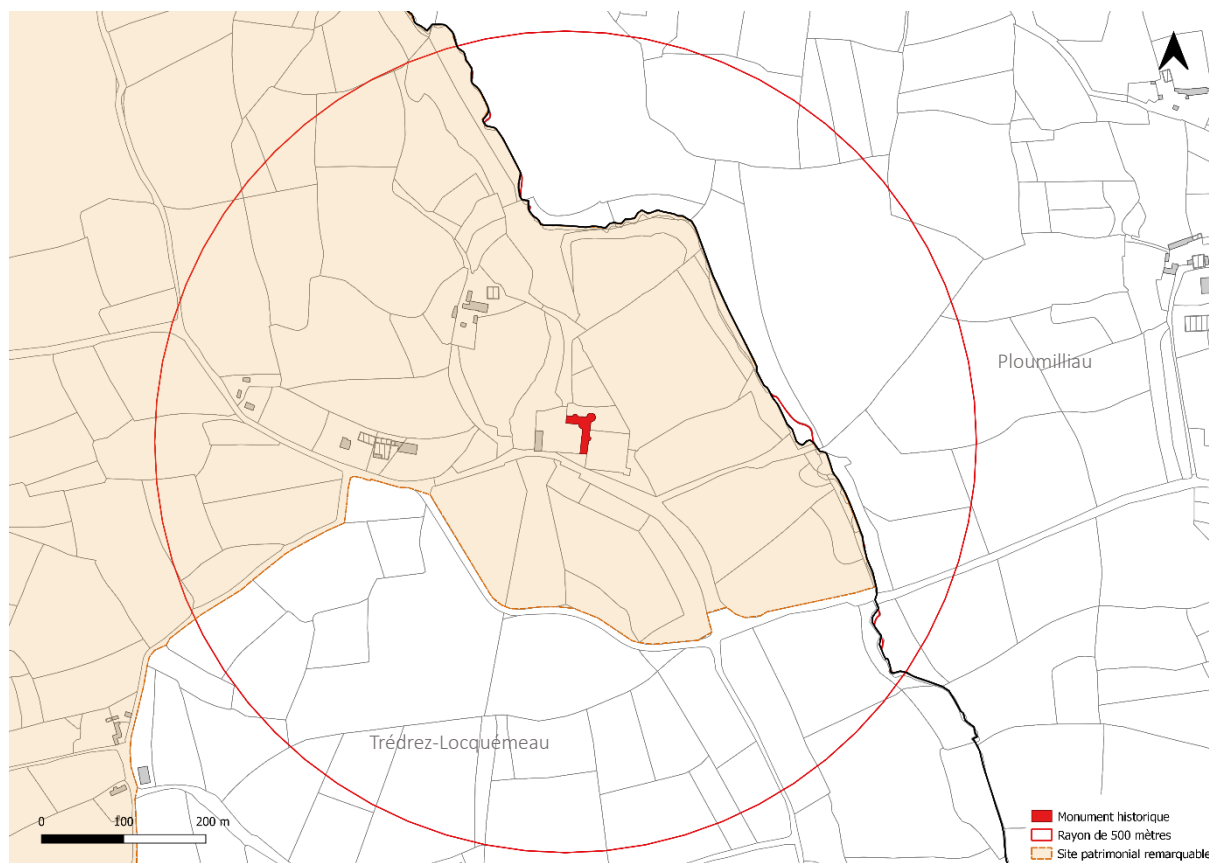 Ploumilliau
Trédrez-Locquémeau
0 100 200 m
Monument historique
Rayon de 500 mètres
Site patrimonial remarquable